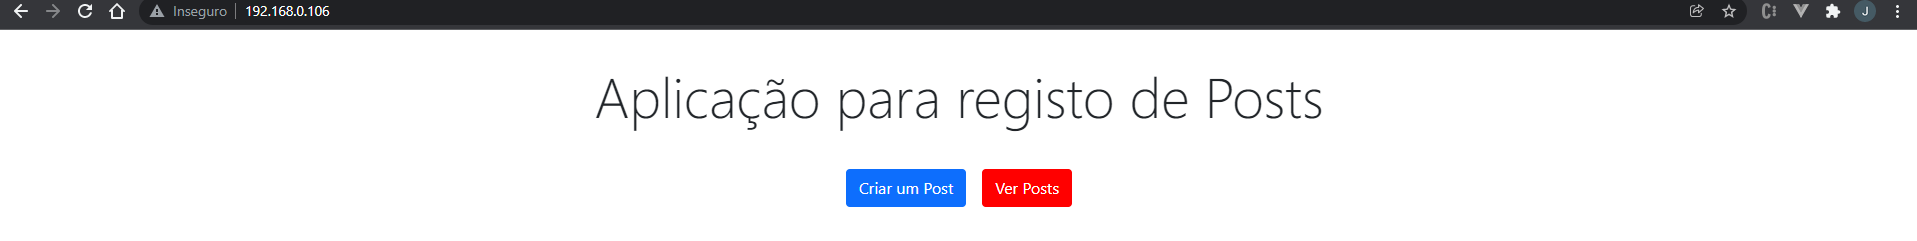 Inseguro 192.168.0.106 J
Aplicação para registo de Posts
Criar um Post Ver Posts